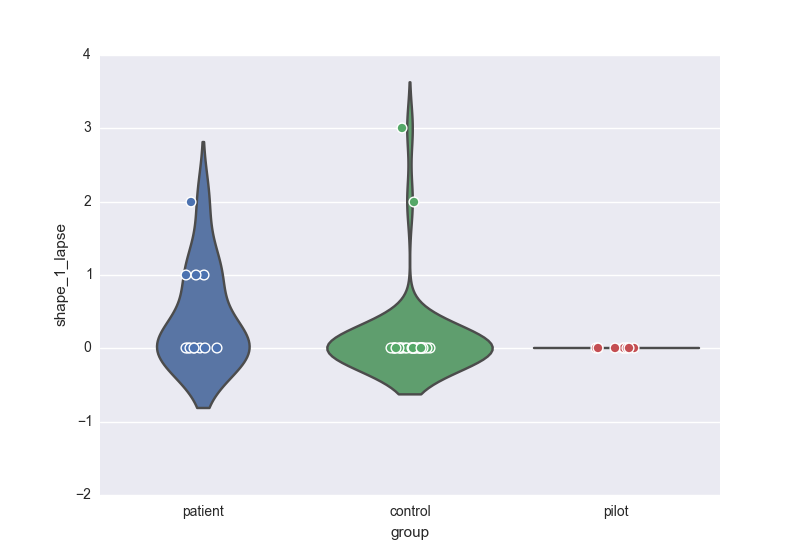 4
3
2
1
0
−1
−2
shape_1_lapse
patient
control
pilot
group